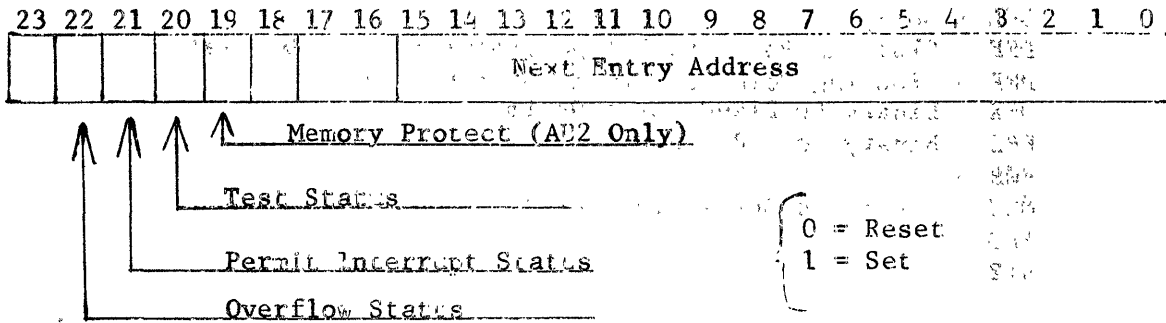 23 22 21 20 19 18 17 16 15 14 13 12 11 10 9 8 7 6 5 4 3 2 1 0
Next Entry Address
Memory Protect (AU2 Only)
Test Status
0 = Reset
Permit Interrupt Status
1 = Set
Overflow Status